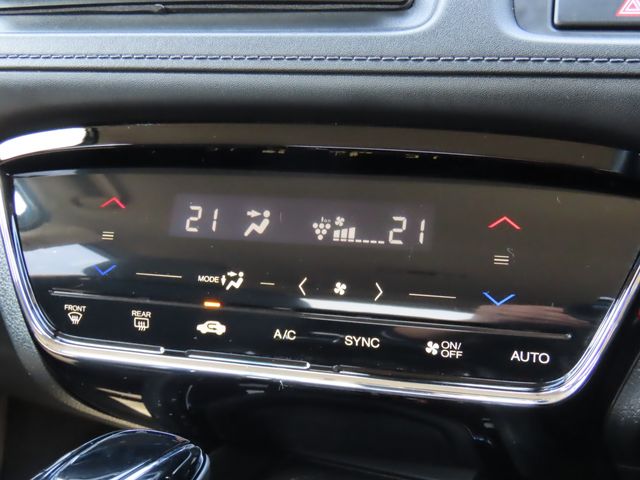 21 21
MODE
FRONT REAR A/C SYNC ON/OFF AUTO